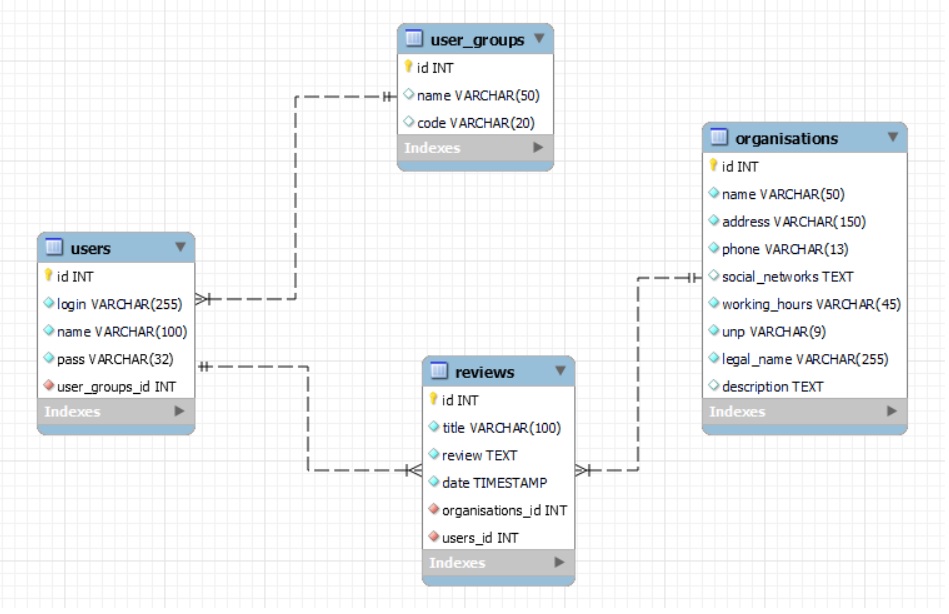 user_groups
id INT
name VARCHAR(50)
code VARCHAR(20)
Indexes
organisations
id INT
name VARCHAR(50)
address VARCHAR(150)
phone VARCHAR(13)
social_networks TEXT
working_hours VARCHAR(45)
unp VARCHAR(9)
legal_name VARCHAR(255)
description TEXT
Indexes
users
id INT
login VARCHAR(255)
name VARCHAR(100)
pass VARCHAR(32)
user_groups_id INT
Indexes
reviews
id INT
title VARCHAR(100)
review TEXT
date TIMESTAMP
organisations_id INT
users_id INT
Indexes